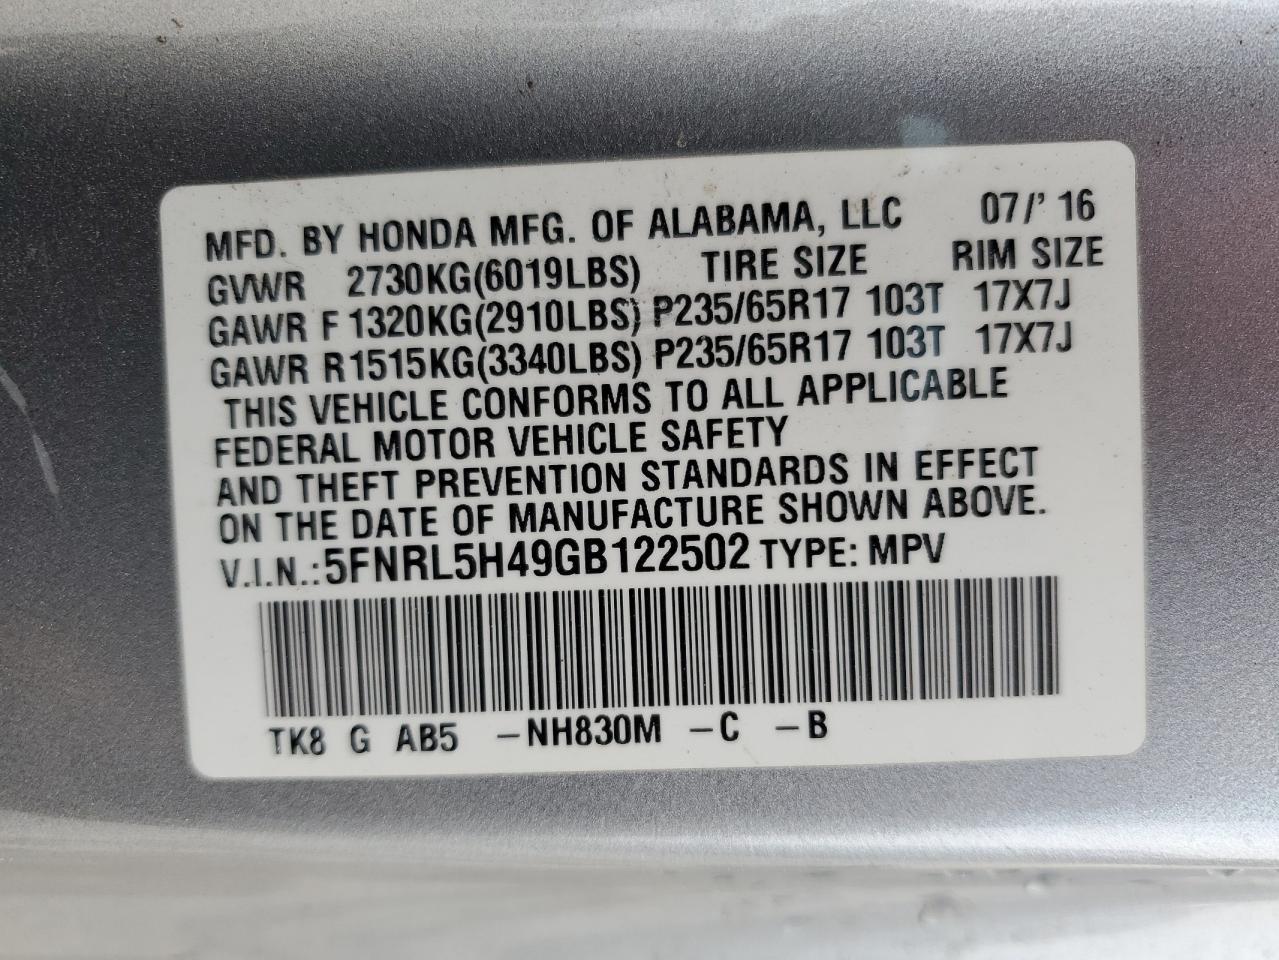 MFD. BY HONDA MFG. OF ALABAMA, LLC 07/' 16
GVWR 2730KG(6019LBS) TIRE SIZE RIM SIZE
GAWR F 1320KG(2910LBS) P235/65R17 103T 17X7J
GAWR R 1515KG(3340LBS) P235/65R17 103T 17X7J
THIS VEHICLE CONFORMS TO ALL APPLICABLE
FEDERAL MOTOR VEHICLE SAFETY
AND THEFT PREVENTION STANDARDS IN EFFECT
ON THE DATE OF MANUFACTURE SHOWN ABOVE.
V.I.N.: 5FNRL5H49GB122502 TYPE: MPV
TK8 G AB5 -NH830M -C -B